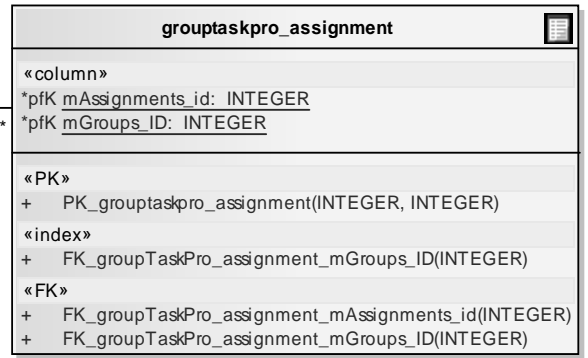 grouptaskpro_assignment
«column»
*pfK mAssignments_id: INTEGER
* *pfK mGroups_ID: INTEGER
«PK»
+ PK_grouptaskpro_assignment(INTEGER, INTEGER)
«index»
+ FK_groupTaskPro_assignment_mGroups_ID(INTEGER)
«FK»
+ FK_groupTaskPro_assignment_mAssignments_id(INTEGER)
+ FK_groupTaskPro_assignment_mGroups_ID(INTEGER)